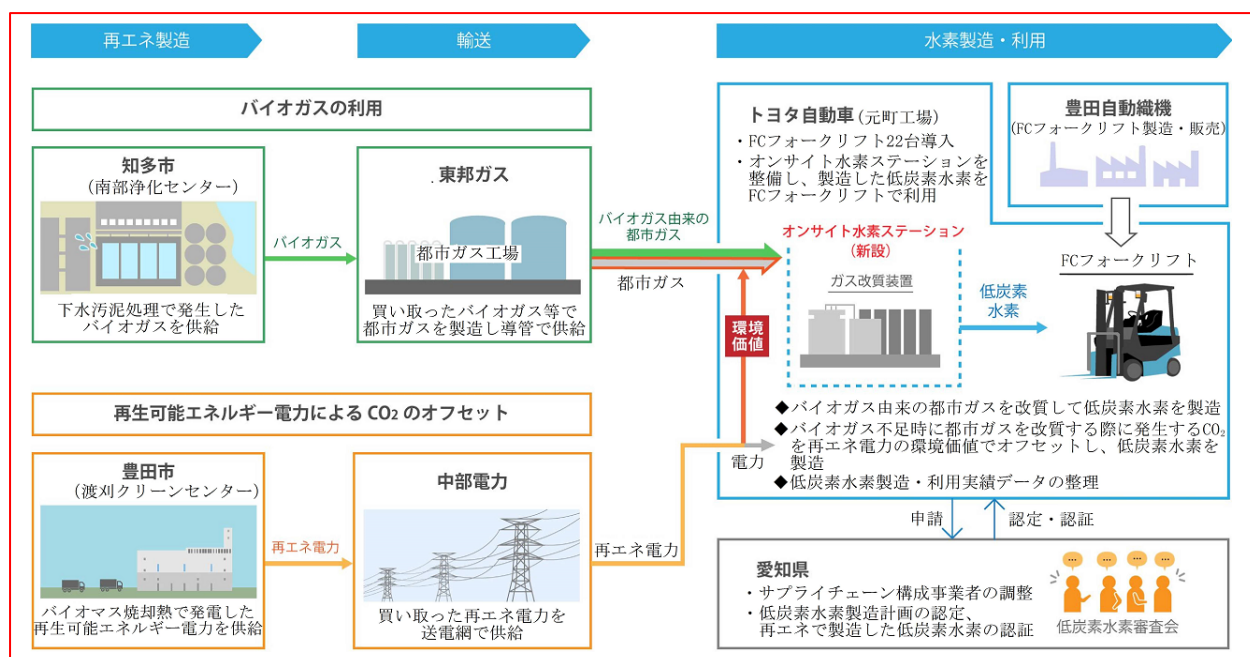 再エネ製造
輸送
水素製造・利用
バイオガスの利用
知多市
(南部浄化センター)
下水汚泥処理で発生した
バイオガスを供給
バイオガス
.東邦ガス
都市ガス工場
買い取ったバイオガス等で
都市ガスを製造し導管で供給
バイオガス由来の
都市ガス
都市ガス
環境
価値
再生可能エネルギー電力によるCO₂のオフセット
豊田市
(渡刈クリーンセンター)
バイオマス焼却熱で発電した
再生可能エネルギー電力を供給
再エネ電力
中部電力
買い取った再エネ電力を
送電網で供給
再エネ電力
電力
トヨタ自動車(元町工場)
・FCフォークリフト22台導入
・オンサイト水素ステーションを
整備し、製造した低炭素水素を
FCフォークリフトで利用
オンサイト水素ステーション
(新設)
ガス改質装置
低炭素
水素
豊田自動織機
(FCフォークリフト製造・販売)
FCフォークリフト
◆バイオガス由来の都市ガスを改質して低炭素水素を製造
◆バイオガス不足時に都市ガスを改質する際に発生するCO₂
を再エネ電力の環境価値でオフセットし、低炭素水素を
製造
◆低炭素水素製造・利用実績データの整理
申請
認定・認証
愛知県
・サプライチェーン構成事業者の調整
・低炭素水素製造計画の認定、
再エネで製造した低炭素水素の認証
低炭素水素審査会